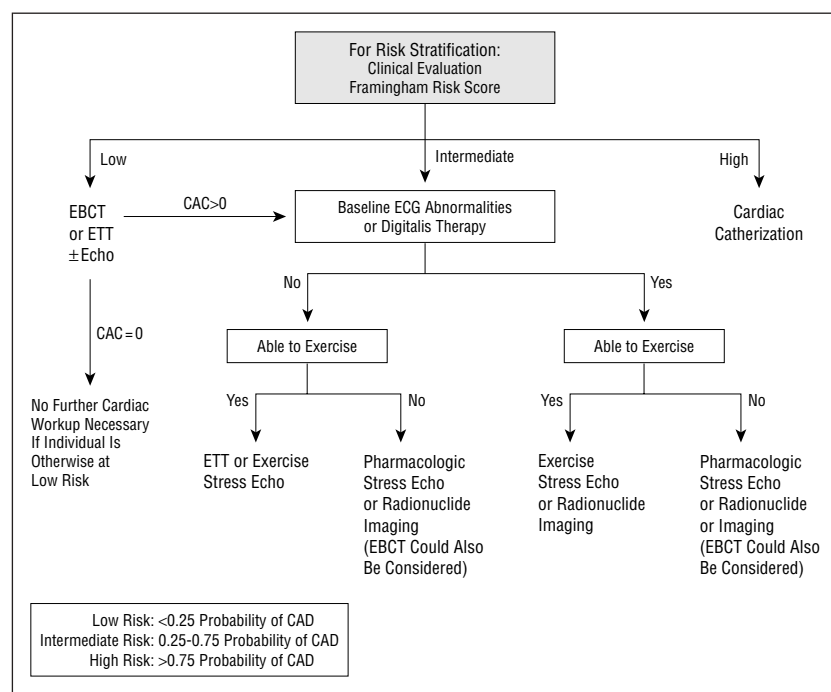 For Risk Stratification:
Clinical Evaluation
Framingham Risk Score
Low
Intermediate
High
EBCT
or ETT
±Echo
CAC>0
Baseline ECG Abnormalities
or Digitalis Therapy
Cardiac
Catherization
No
Yes
CAC=0
Able to Exercise
Able to Exercise
No Further Cardiac
Workup Necessary
If Individual Is
Otherwise at
Low Risk
Yes
No
Yes
No
ETT or Exercise
Stress Echo
Pharmacologic
Stress Echo
or Radionuclide
Imaging
(EBCT Could Also
Be Considered)
Exercise
Stress Echo
or Radionuclide
Imaging
Pharmacologic
Stress Echo
or Radionuclide
or Imaging
(EBCT Could Also
Be Considered)
Low Risk: <0.25 Probability of CAD
Intermediate Risk: 0.25-0.75 Probability of CAD
High Risk: >0.75 Probability of CAD